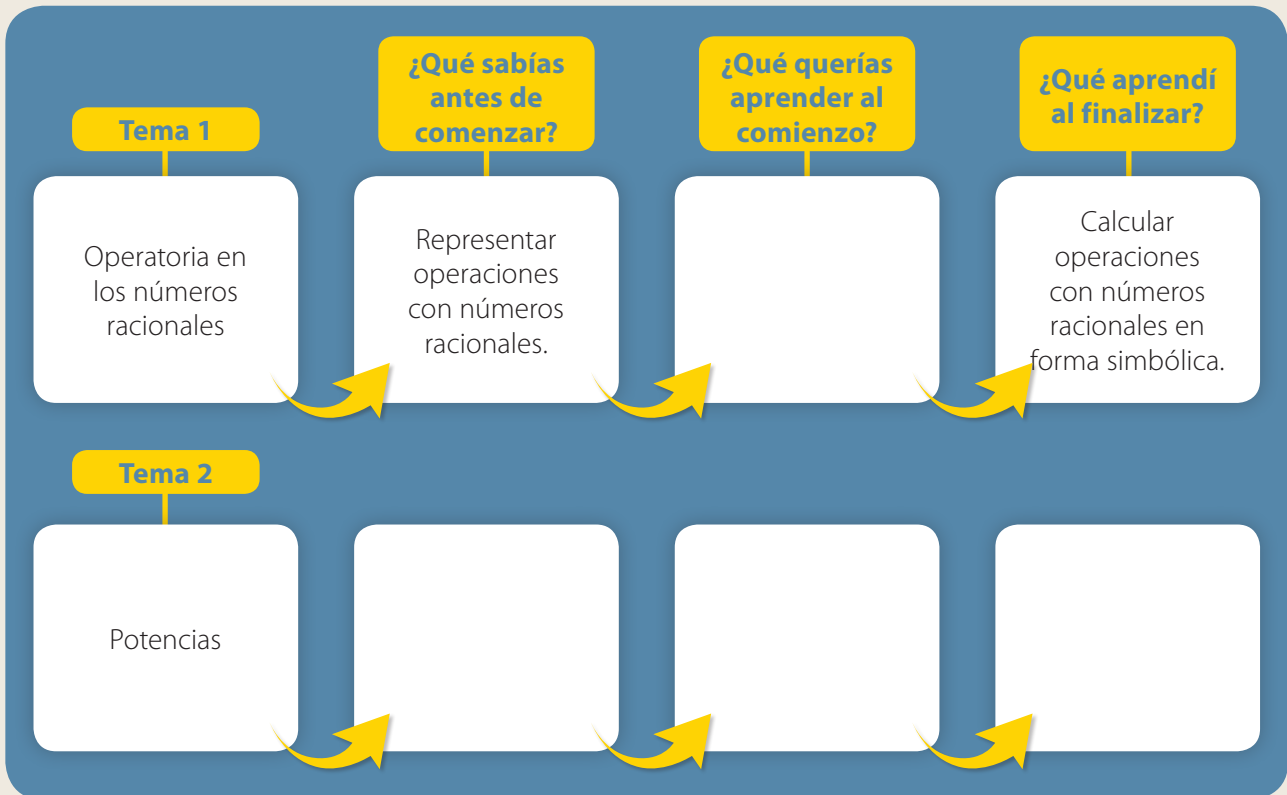 ¿Qué sabías
antes de
comenzar?
¿Qué querías
aprender al
comienzo?
¿Qué aprendí
al finalizar?
Tema 1
Operatoria en
los números
racionales
Representar
operaciones
con números
racionales.
Calcular
operaciones
con números
racionales en
forma simbólica.
Tema 2
Potencias